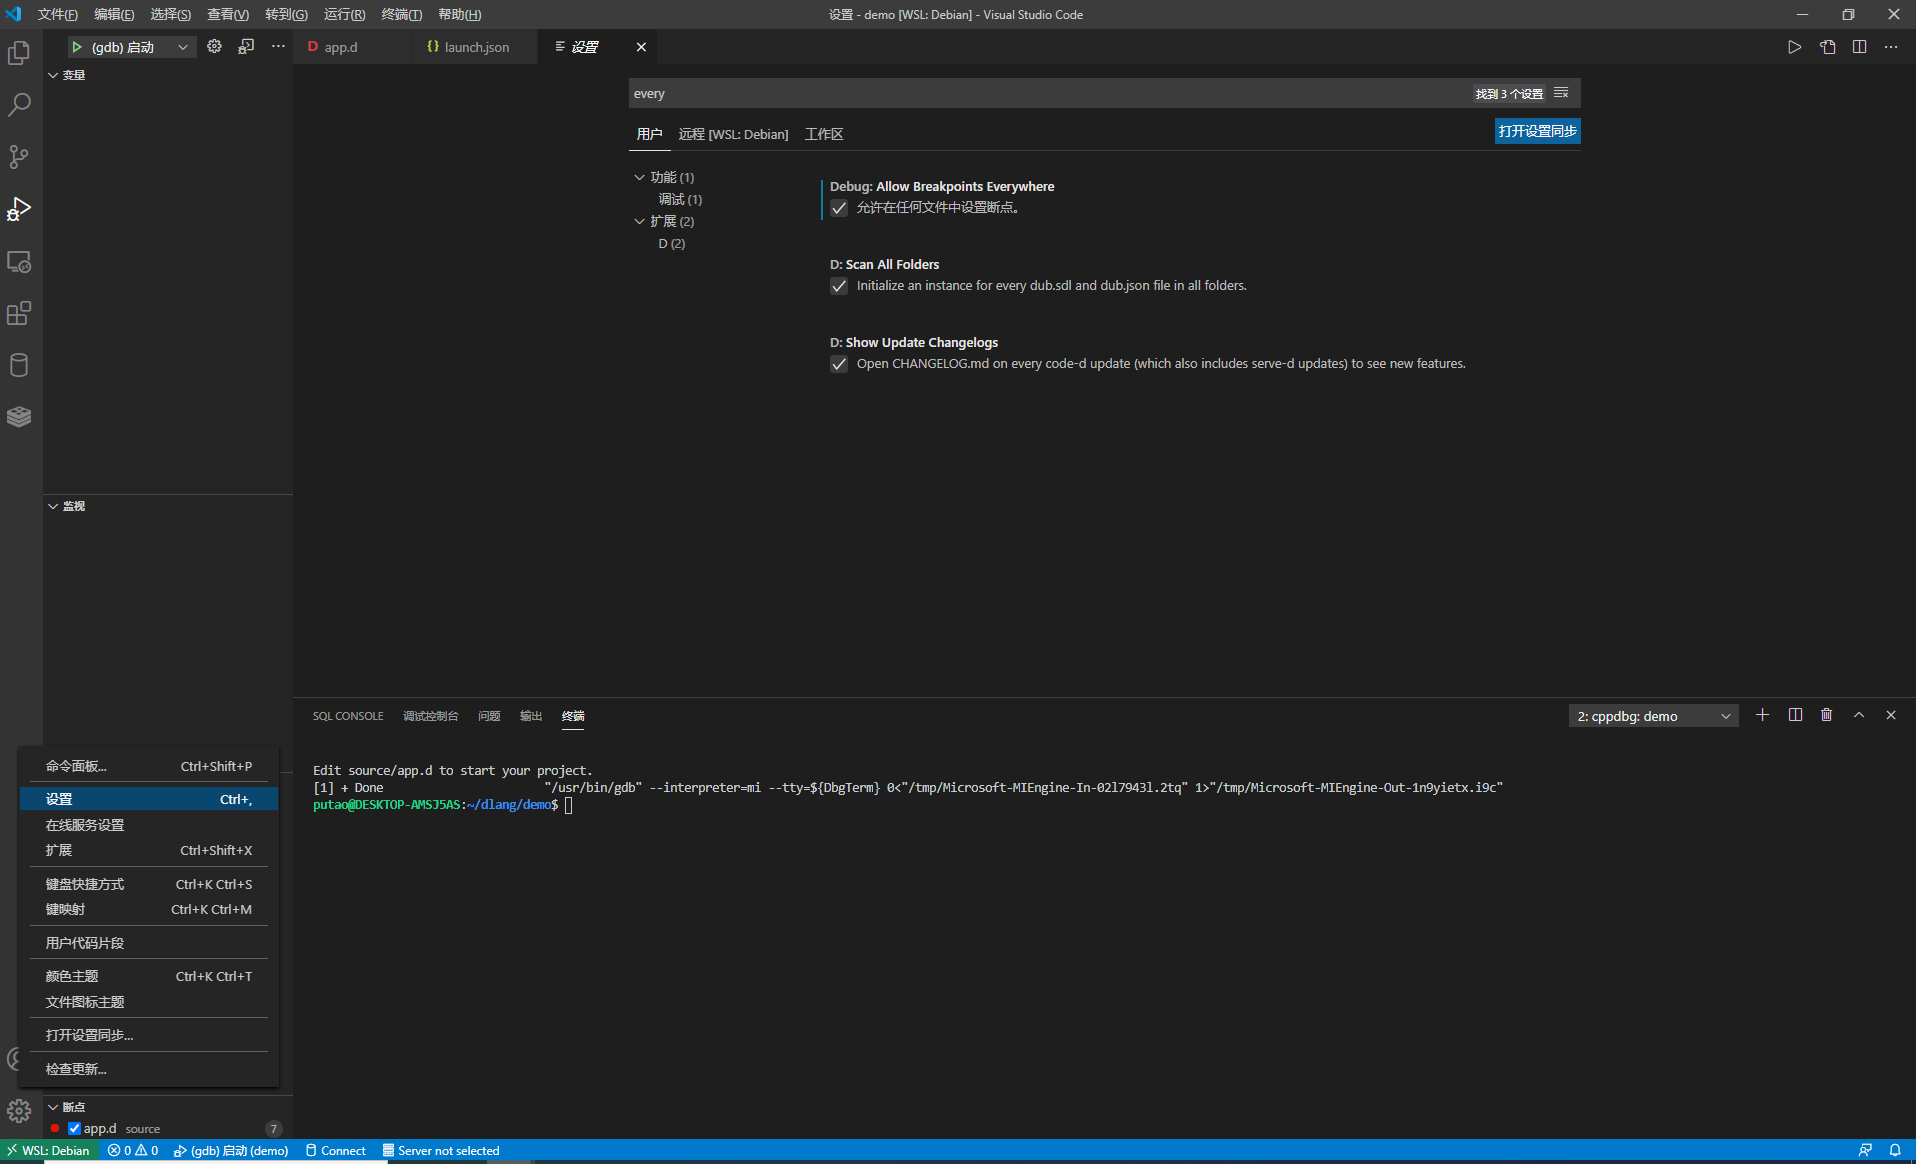 文件(F) 编辑(E) 选择(S) 查看(V) 转到(G) 运行(R) 终端(T) 帮助(H) 设置 - demo [WSL: Debian] - Visual Studio Code
(gdb) 启动
D app.d {} launch.json 设置
变量
every 找到 3 个设置
用户 远程 [WSL: Debian] 工作区 打开设置同步
功能 (1)
调试 (1)
扩展 (2)
D (2)
Debug: Allow Breakpoints Everywhere
允许在任何文件中设置断点。
D: Scan All Folders
Initialize an instance for every dub.sdl and dub.json file in all folders.
D: Show Update Changelogs
Open CHANGELOG.md on every code-d update (which also includes serve-d updates) to see new features.
监视
SQL CONSOLE 调试控制台 问题 输出 终端 2: cppdbg: demo
Edit source/app.d to start your project.
[1] + Done "/usr/bin/gdb" --interpreter=mi --tty=${DbgTerm} 0<"/tmp/Microsoft-MIEngine-In-02l7943l.2tq" 1>"/tmp/Microsoft-MIEngine-Out-1n9yietx.i9c"
putao@DESKTOP-AMSJ5AS:~/dlang/demo$
命令面板... Ctrl+Shift+P
设置 Ctrl+,
在线服务设置
扩展 Ctrl+Shift+X
键盘快捷方式 Ctrl+K Ctrl+S
键映射 Ctrl+K Ctrl+M
用户代码片段
颜色主题 Ctrl+K Ctrl+T
文件图标主题
打开设置同步...
检查更新...
断点
app.d source 7
WSL: Debian 0 0 (gdb) 启动 (demo) Connect Server not selected